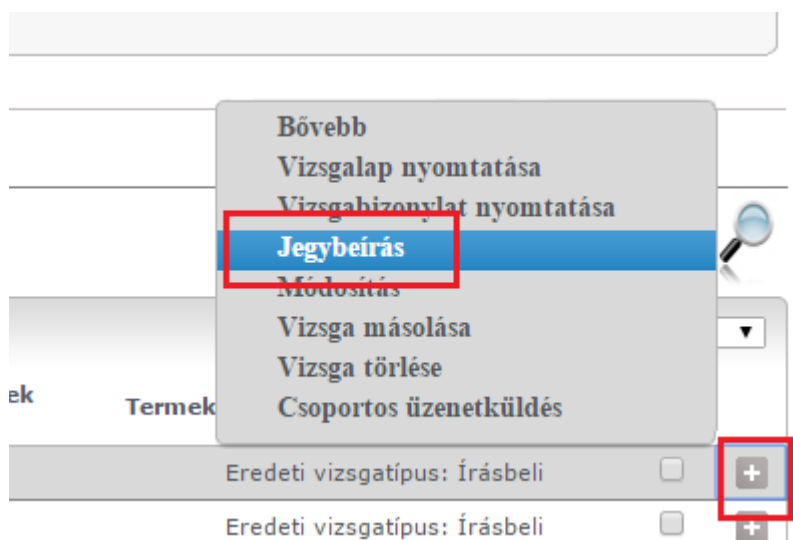 Bővebb
Vizsgalap nyomtatása
Vizsgabizonylat nyomtatása
Jegybeírás
Módosítás
Vizsga másolása
Vizsga törlése
Csoportos üzenetküldés
ek Termek
Eredeti vizsgatípus: Írásbeli
Eredeti vizsgatípus: Írásbeli